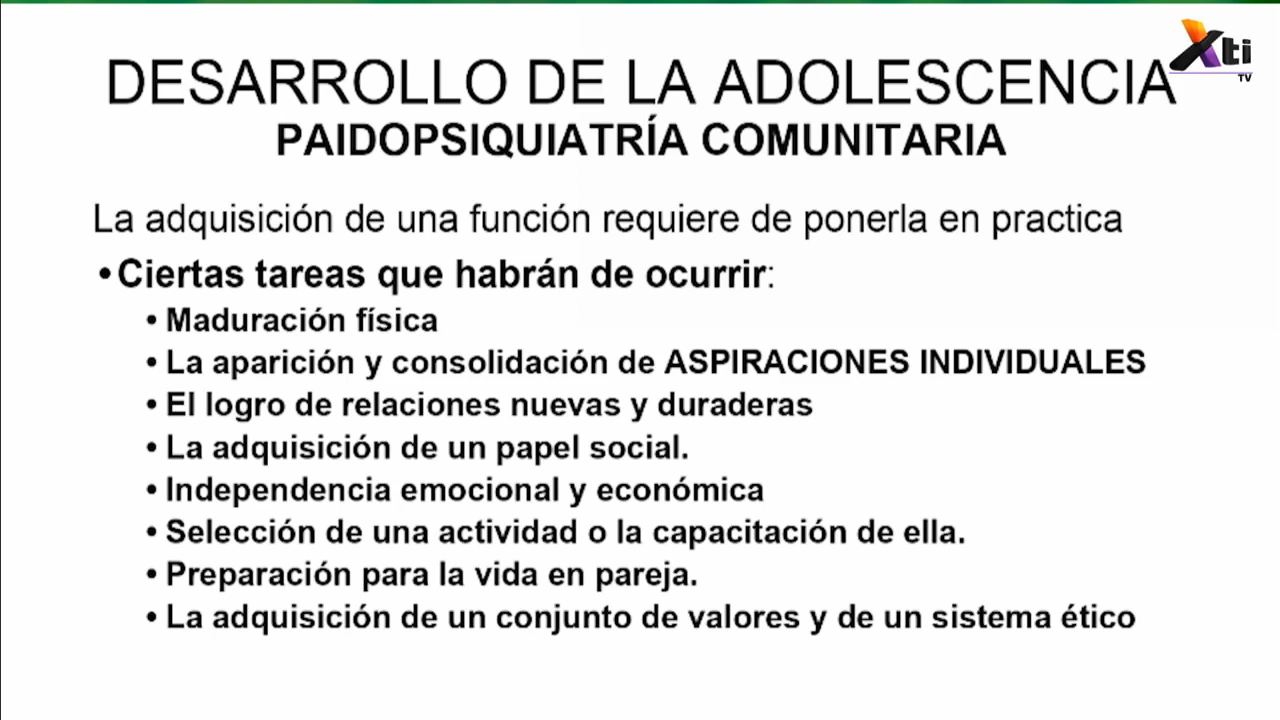 Xti
TV
DESARROLLO DE LA ADOLESCENCIA
PAIDOPSIQUIATRÍA COMUNITARIA
La adquisición de una función requiere de ponerla en practica
•Ciertas tareas que habrán de ocurrir:
• Maduración física
• La aparición y consolidación de ASPIRACIONES INDIVIDUALES
• El logro de relaciones nuevas y duraderas
• La adquisición de un papel social.
• Independencia emocional y económica
• Selección de una actividad o la capacitación de ella.
• Preparación para la vida en pareja.
• La adquisición de un conjunto de valores y de un sistema ético